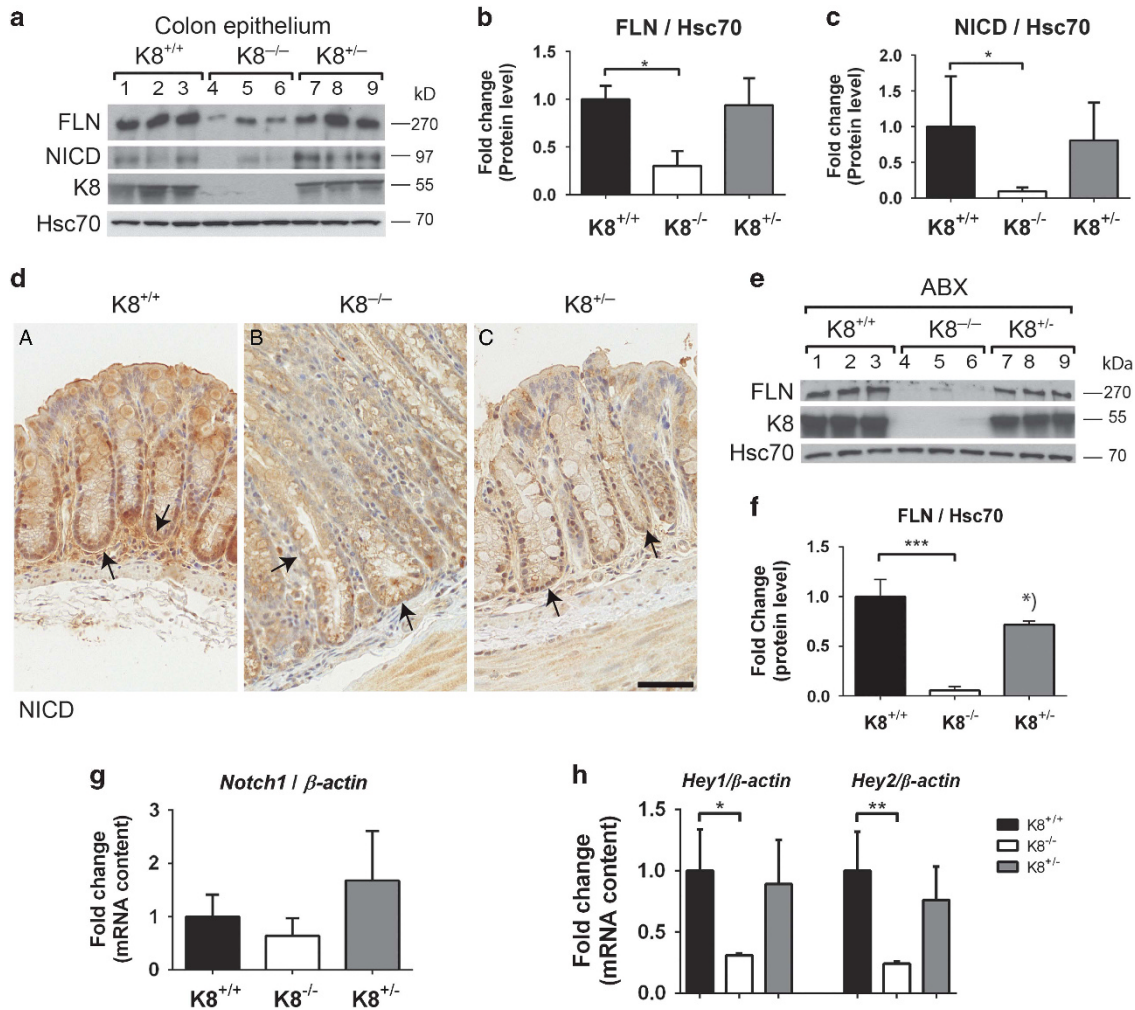 a
Colon epithelium
K8+/+ K8–/– K8+/–
1 2 3 4 5 6 7 8 9 kD
FLN 270
NICD 97
K8 55
Hsc70 70
b
FLN / Hsc70
Fold change
(Protein level)
1.5
1.0
0.5
0.0
*
K8+/+ K8-/- K8+/-
c
NICD / Hsc70
Fold change
(Protein level)
2.0
1.5
1.0
0.5
0.0
*
K8+/+ K8-/- K8+/-
d
K8+/+ K8–/– K8+/–
A B C
NICD
e
ABX
K8+/+ K8–/– K8+/-
1 2 3 4 5 6 7 8 9 kDa
FLN 270
K8 55
Hsc70 70
f
FLN / Hsc70
Fold Change
(protein level)
1.5
1.0
0.5
0.0
***
*)
K8+/+ K8-/- K8+/-
g
Notch1 / β-actin
Fold change
(mRNA content)
3
2
1
0
K8+/+ K8-/- K8+/-
h
Hey1/β-actin Hey2/β-actin
Fold change
(mRNA content)
1.5
1.0
0.5
0.0
* **
K8+/+
K8-/-
K8+/-